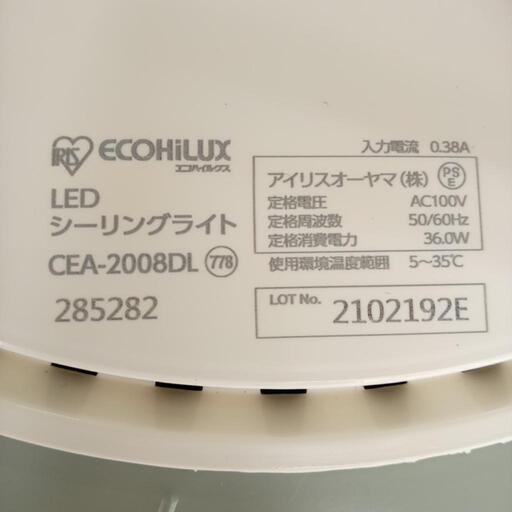 IRIS ECOHiLUX
エコハイルクス
LED
シーリングライト
CEA-2008DL 778
285282
入力電流 0.38A
アイリスオーヤマ(株) PSE
定格電圧 AC100V
定格周波数 50/60Hz
定格消費電力 36.0W
使用環境温度範囲 5~35℃
LOT No. 2102192E